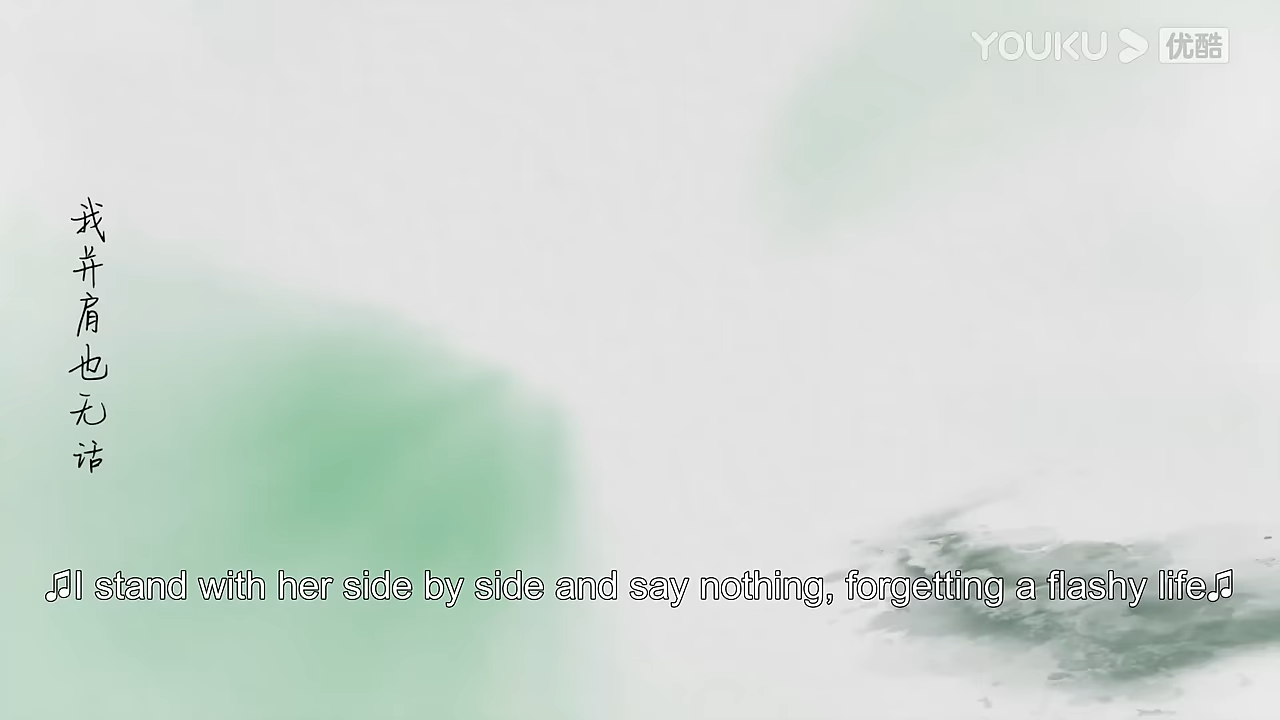 YOUKU 优酷
我并肩也无话
♫I stand with her side by side and say nothing, forgetting a flashy life♫